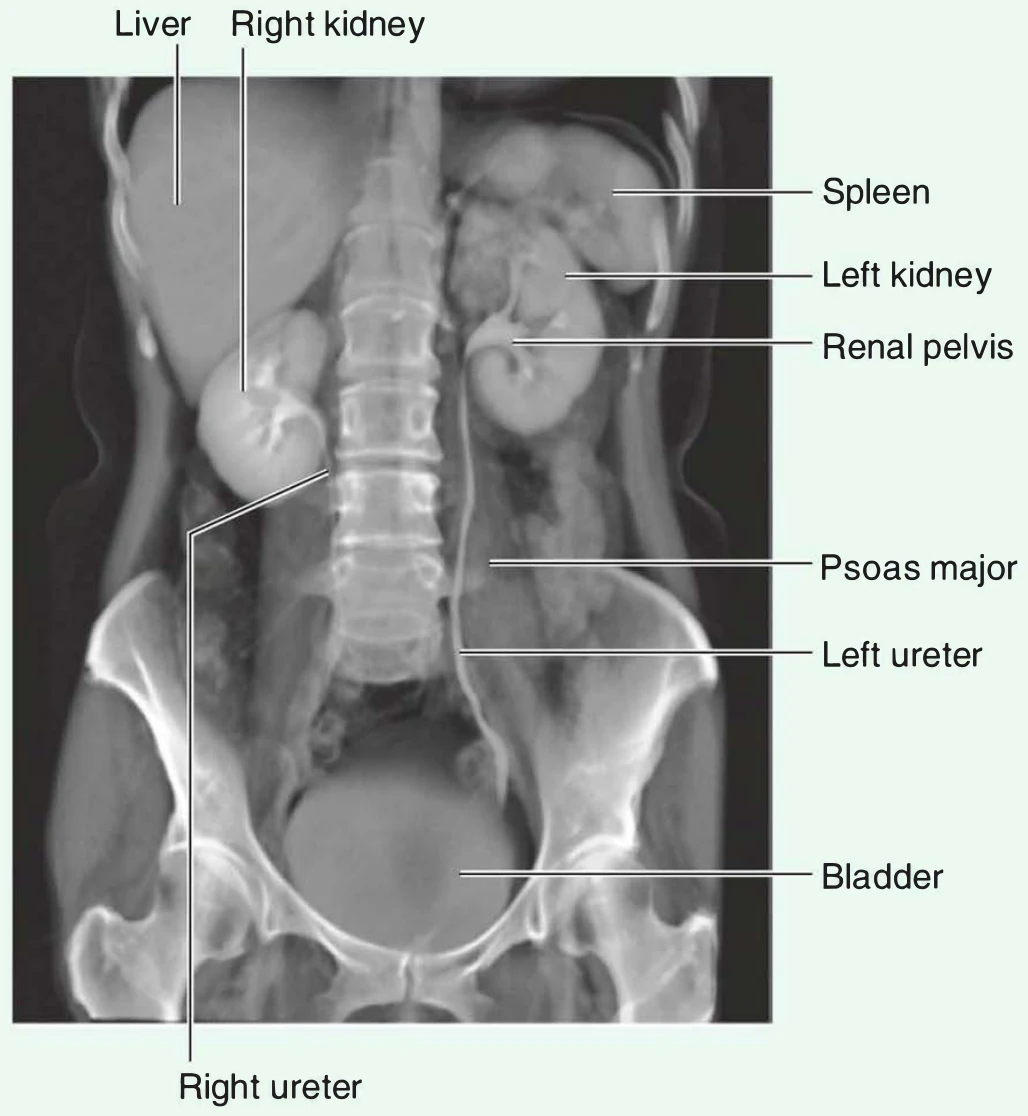 Liver
Right kidney
Spleen
Left kidney
Renal pelvis
Psoas major
Left ureter
Bladder
Right ureter